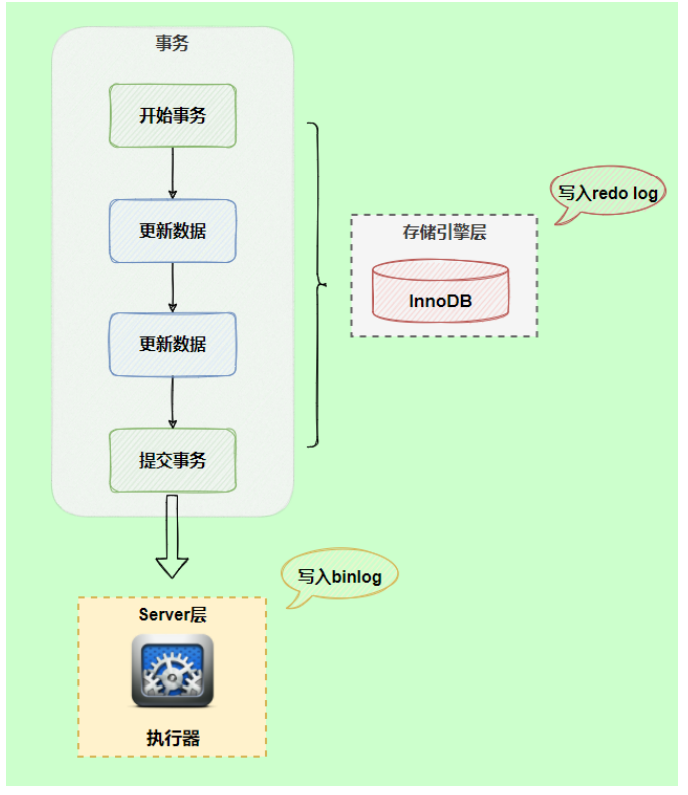 事务
开始事务
更新数据
更新数据
提交事务
写入redo log
存储引擎层
InnoDB
写入binlog
Server层
执行器